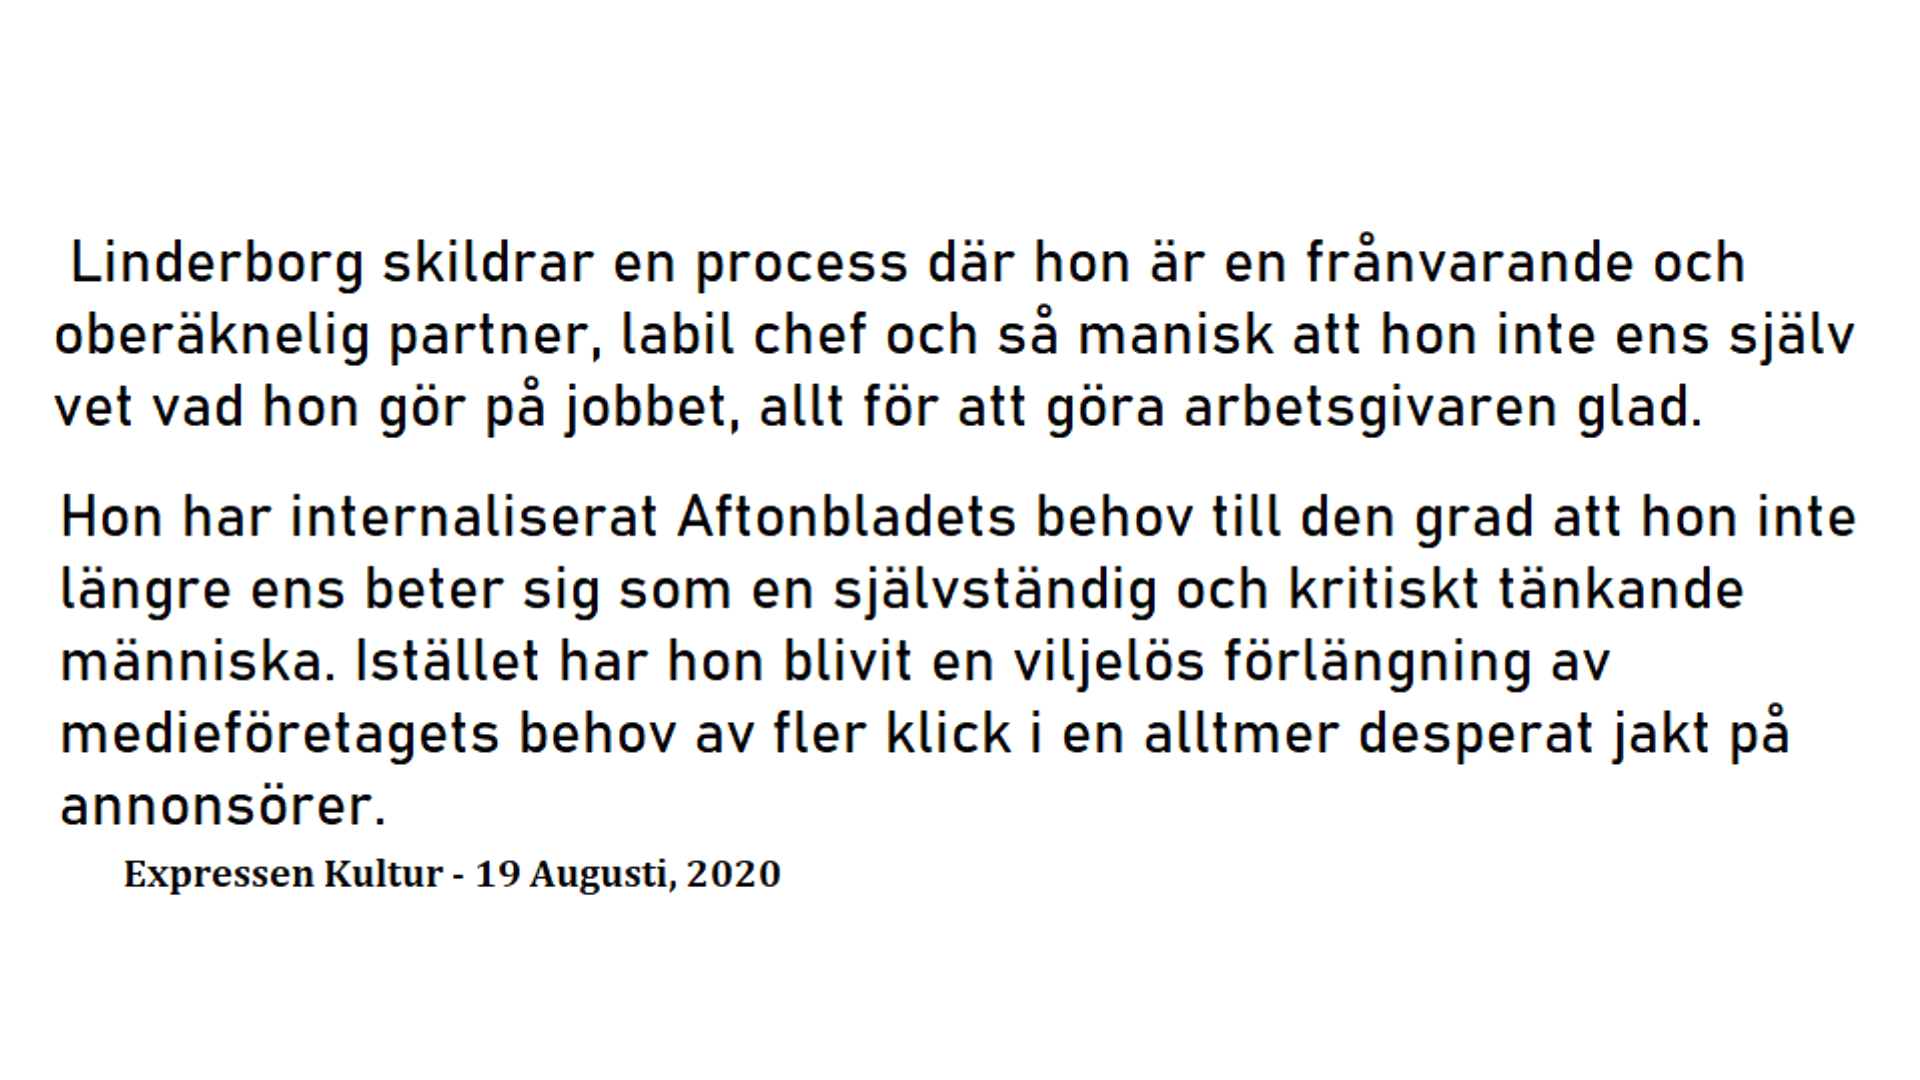 Linderborg skildrar en process där hon är en frånvarande och
oberäknelig partner, labil chef och så manisk att hon inte ens själv
vet vad hon gör på jobbet, allt för att göra arbetsgivaren glad.
Hon har internaliserat Aftonbladets behov till den grad att hon inte
längre ens beter sig som en självständig och kritiskt tänkande
människa. Istället har hon blivit en viljelös förlängning av
medieföretagets behov av fler klick i en alltmer desperat jakt på
annonsörer.
Expressen Kultur - 19 Augusti, 2020